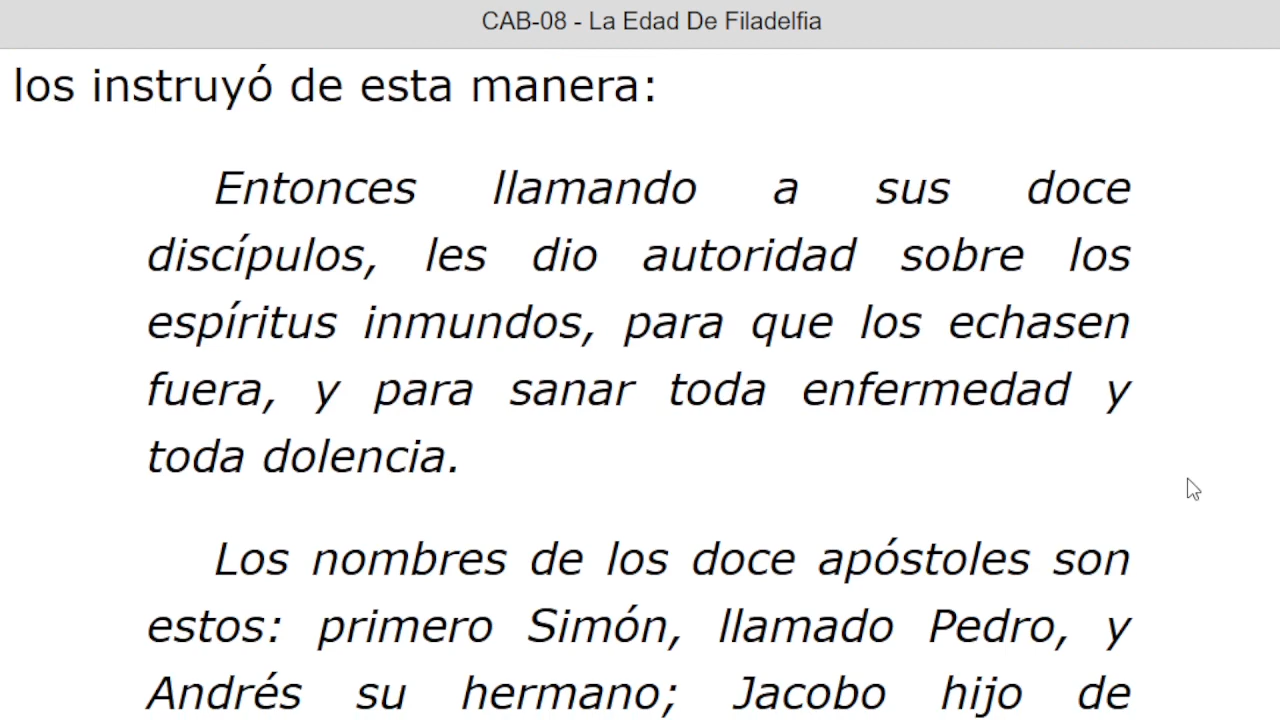 CAB-08 - La Edad De Filadelfia
los instruyó de esta manera:
Entonces llamando a sus doce
discípulos, les dio autoridad sobre los
espíritus inmundos, para que los echasen
fuera, y para sanar toda enfermedad y
toda dolencia.
Los nombres de los doce apóstoles son
estos: primero Simón, llamado Pedro, y
Andrés su hermano; Jacobo hijo de